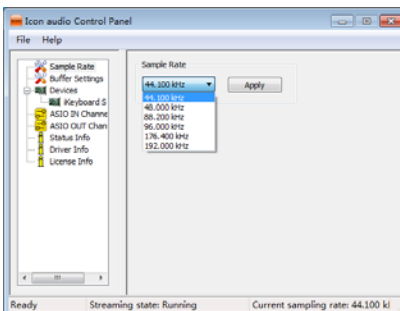 Icon audio Control Panel
File Help
Sample Rate
Buffer Settings
Devices
Keyboard S
ASIO IN Channe
ASIO OUT Chan
Status Info
Driver Info
License Info
Sample Rate
44.100 kHz
Apply
44.100 kHz
48.000 kHz
88.200 kHz
96.000 kHz
176.400 kHz
192.000 kHz
Ready Streaming state: Running Current sampling rate: 44.100 kl